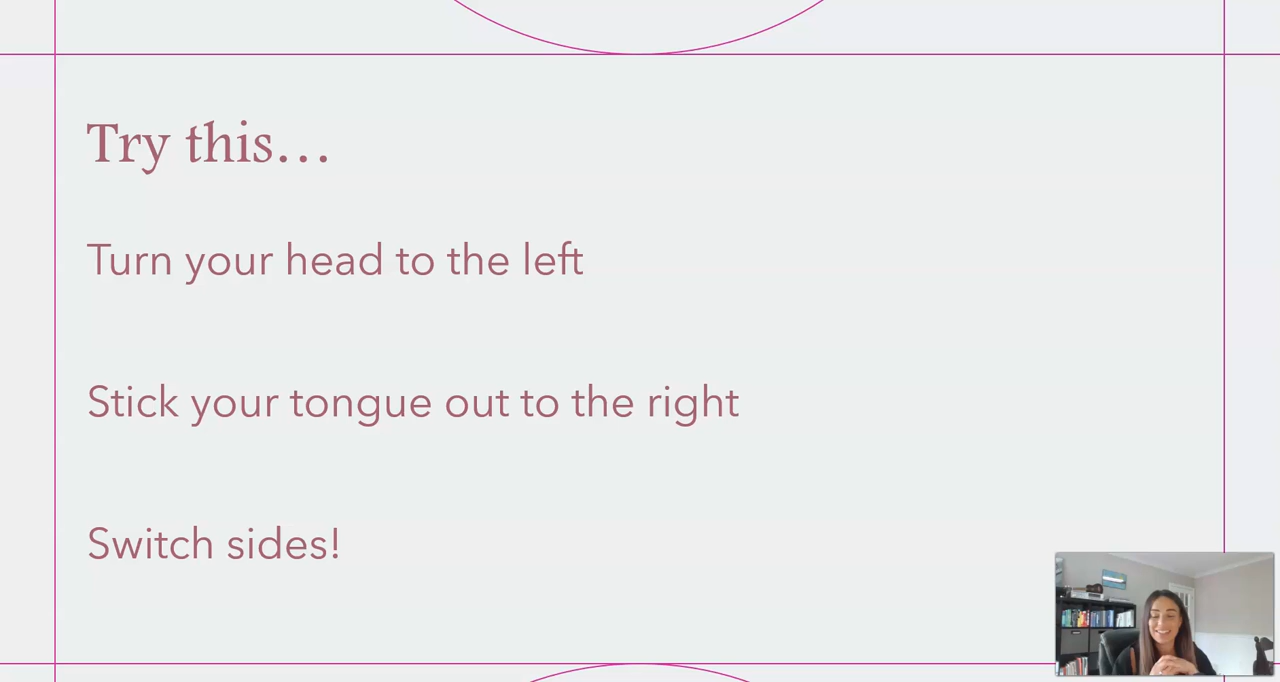 Try this…
Turn your head to the left
Stick your tongue out to the right
Switch sides!